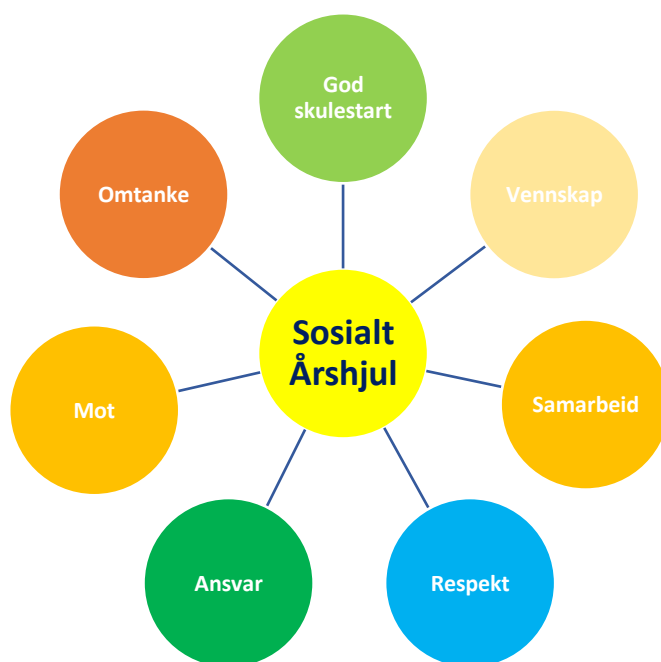 God
skulestart
Vennskap
Omtanke
Sosialt
Årshjul
Samarbeid
Mot
Respekt
Ansvar